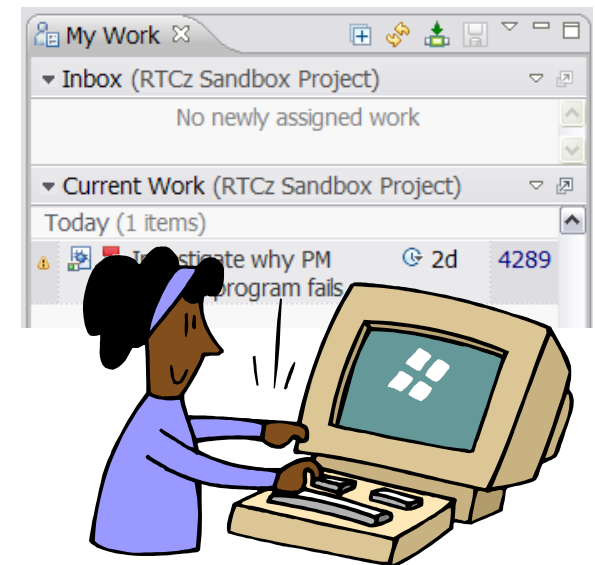 My Work
Inbox (RTCz Sandbox Project)
No newly assigned work
Current Work (RTCz Sandbox Project)
Today (1 items)
why PM 2d 4289
program fails